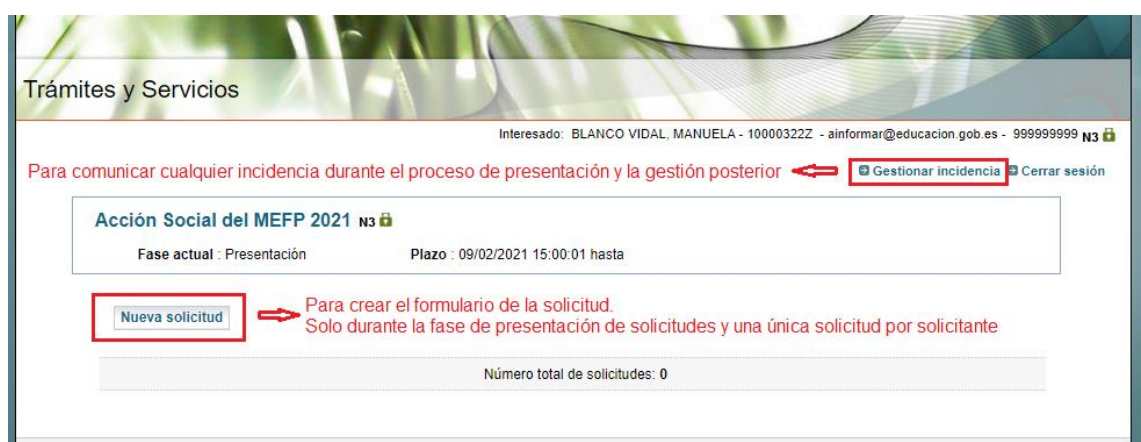 Trámites y Servicios
Interesado: BLANCO VIDAL, MANUELA - 10000322Z - ainformar@educacion.gob.es - 999999999 N3
Para comunicar cualquier incidencia durante el proceso de presentación y la gestión posterior
Gestionar incidencia Cerrar sesión
Acción Social del MEFP 2021 N3
Fase actual : Presentación Plazo : 09/02/2021 15:00:01 hasta
Nueva solicitud
Para crear el formulario de la solicitud.
Solo durante la fase de presentación de solicitudes y una única solicitud por solicitante
Número total de solicitudes: 0